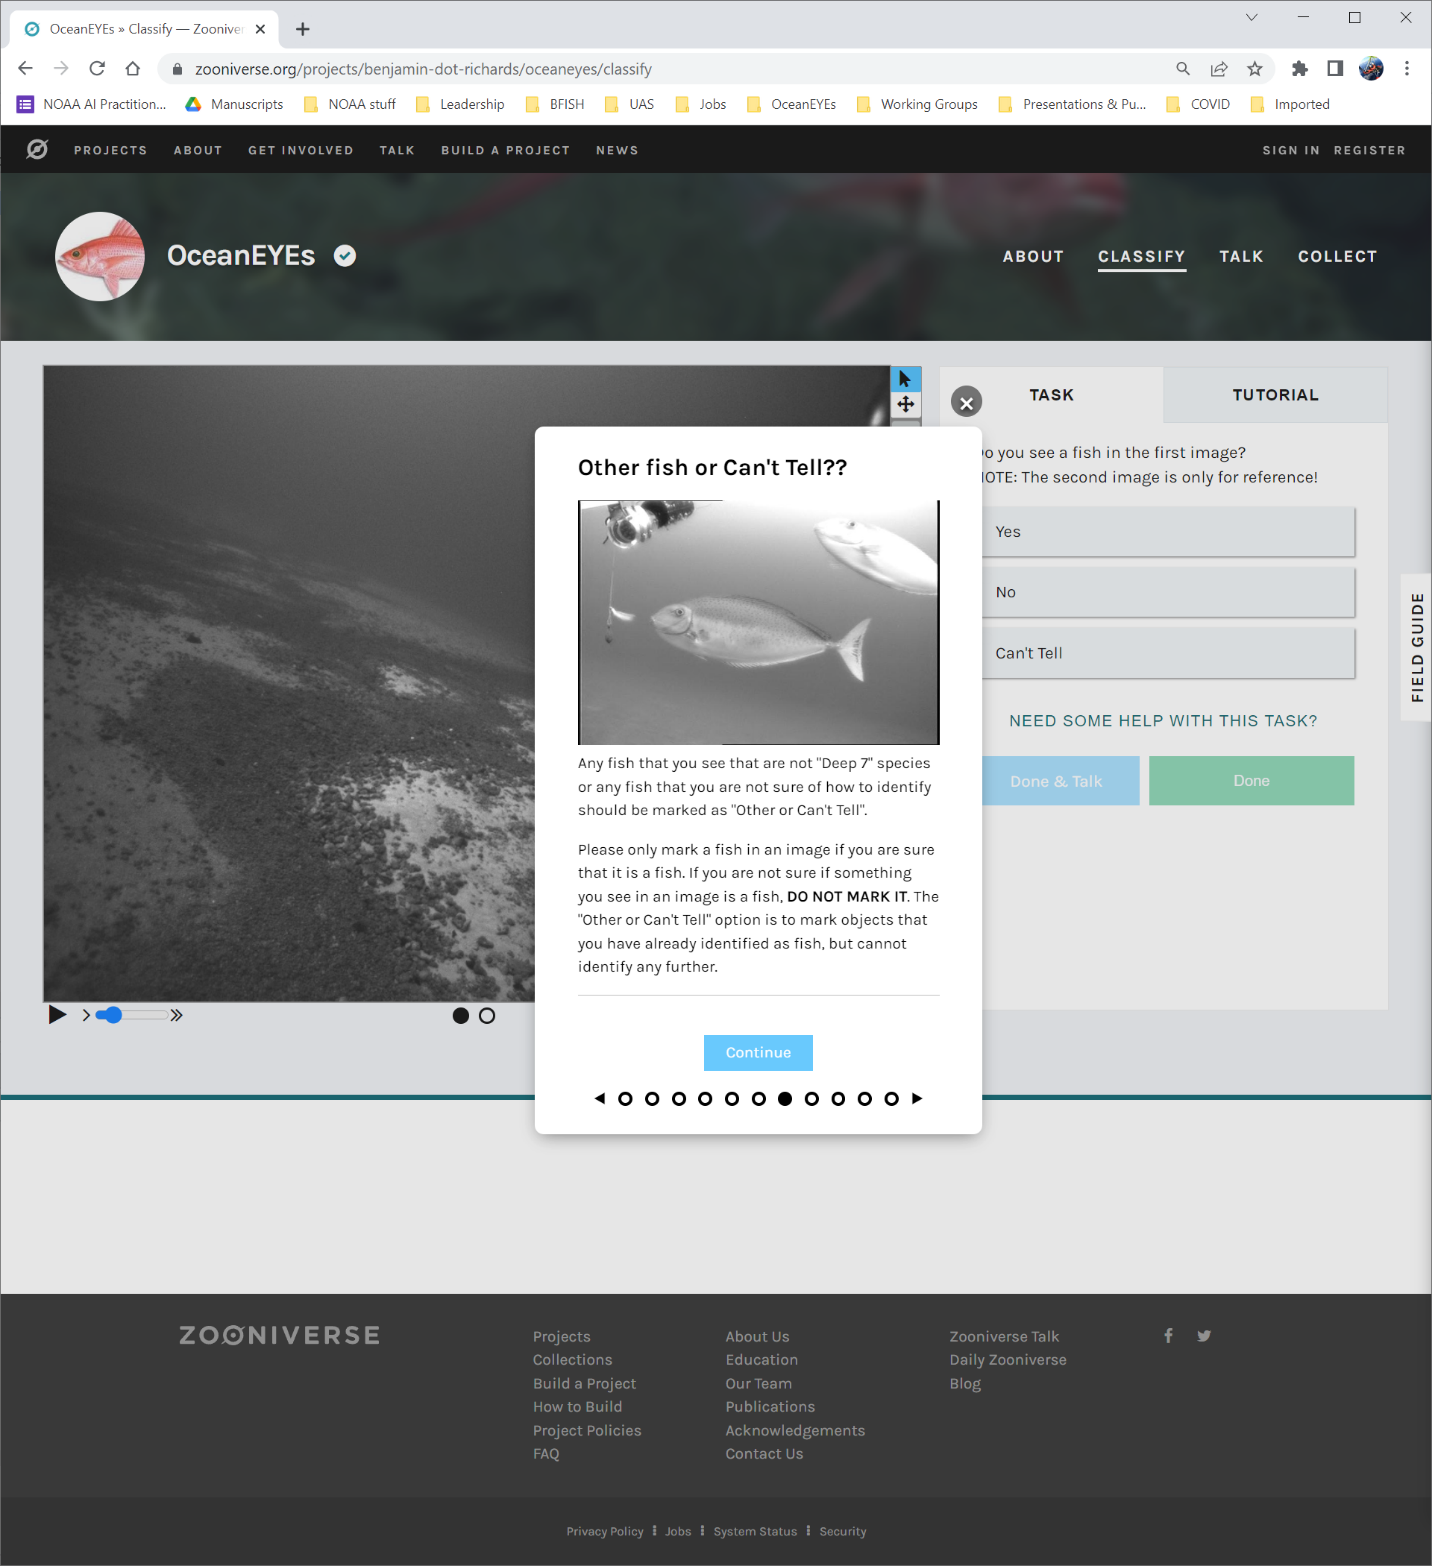 OceanEYEs » Classify — Zooniver
zooniverse.org/projects/benjamin-dot-richards/oceaneyes/classify
NOAA AI Practition... Manuscripts NOAA stuff Leadership BFISH UAS Jobs OceanEYEs Working Groups Presentations & Pu... COVID Imported
PROJECTS ABOUT GET INVOLVED TALK BUILD A PROJECT NEWS SIGN IN REGISTER
OceanEYEs ABOUT CLASSIFY TALK COLLECT
TASK TUTORIAL
o you see a fish in the first image?
OTE: The second image is only for reference!
Yes
No
Can't Tell
NEED SOME HELP WITH THIS TASK?
Done & Talk Done
FIELD GUIDE
Other fish or Can't Tell??
Any fish that you see that are not "Deep 7" species
or any fish that you are not sure of how to identify
should be marked as "Other or Can't Tell".
Please only mark a fish in an image if you are sure
that it is a fish. If you are not sure if something
you see in an image is a fish, DO NOT MARK IT. The
"Other or Can't Tell" option is to mark objects that
you have already identified as fish, but cannot
identify any further.
Continue
ZOONIVERSE
Projects
Collections
Build a Project
How to Build
Project Policies
FAQ
About Us
Education
Our Team
Publications
Acknowledgements
Contact Us
Zooniverse Talk
Daily Zooniverse
Blog
Privacy Policy Jobs System Status Security